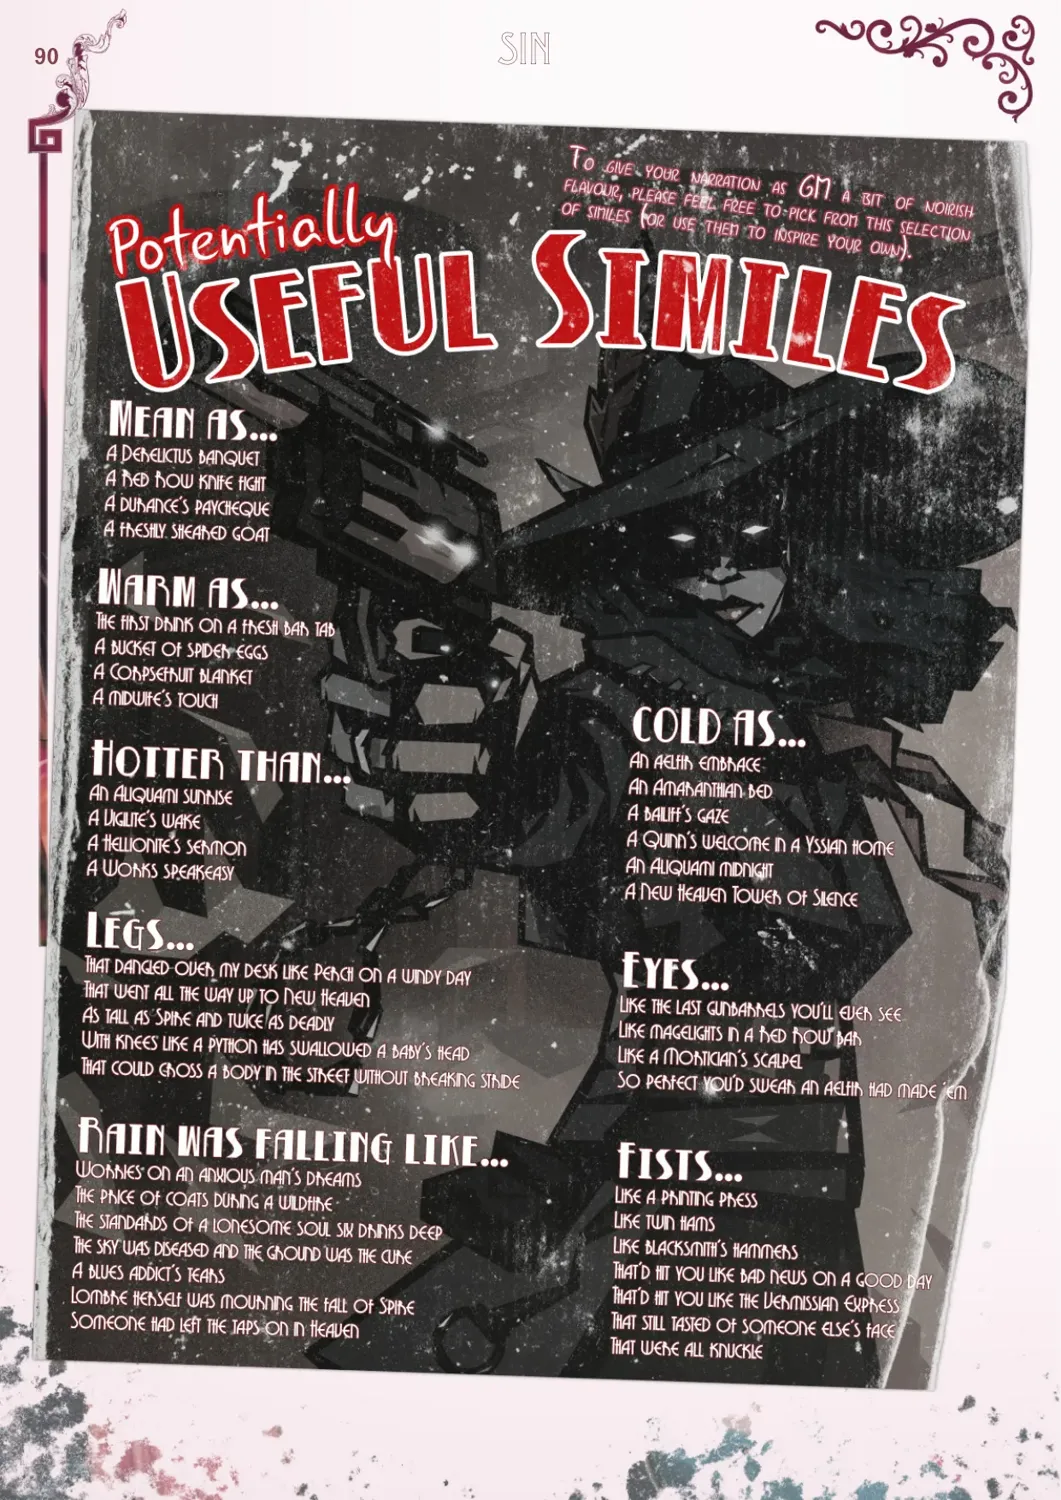 90
SIN
To give your narration as GM a bit of noirish
flavour, please feel free to pick from this selection
of similes (or use them to inspire your own).
Potentially
Useful Similes
Mean as...
A Derelictus banquet
A Red Row knife fight
A durance's paycheque
A freshly sheared goat
Warm as...
The first drink on a fresh bar tab
A bucket of spider eggs
A Corpsefruit blanket
A midwife's touch
Hotter than...
An Aliquami sunrise
A Vigilite's wake
A Hellionite's sermon
A Works speakeasy
Legs...
That dangled over my desk like Perch on a windy day
That went all the way up to New Heaven
As tall as Spire and twice as deadly
With knees like a python has swallowed a baby's head
That could cross a body in the street without breaking stride
Rain was falling like...
Worries on an anxious man's dreams
The price of coats during a wildfire
The standards of a lonesome soul six drinks deep
The sky was diseased and the ground was the cure
A blues addict's tears
Lombre herself was mourning the fall of Spire
Someone had left the taps on in Heaven
Cold as...
An aelfir embrace
An Amaranthian bed
A bailiff's gaze
A Quinn's welcome in a Yssian home
An Aliquami midnight
A New Heaven Tower of Silence
Eyes...
Like the last gunbarrels you'll ever see
Like magelights in a Red Row bar
Like a Mortician's scalpel
So perfect you'd swear an aelfir had made 'em
Fists...
Like a printing press
Like twin hams
Like blacksmith's hammers
That'd hit you like bad news on a good day
That'd hit you like the Vermissian Express
That still tasted of someone else's face
That were all knuckle